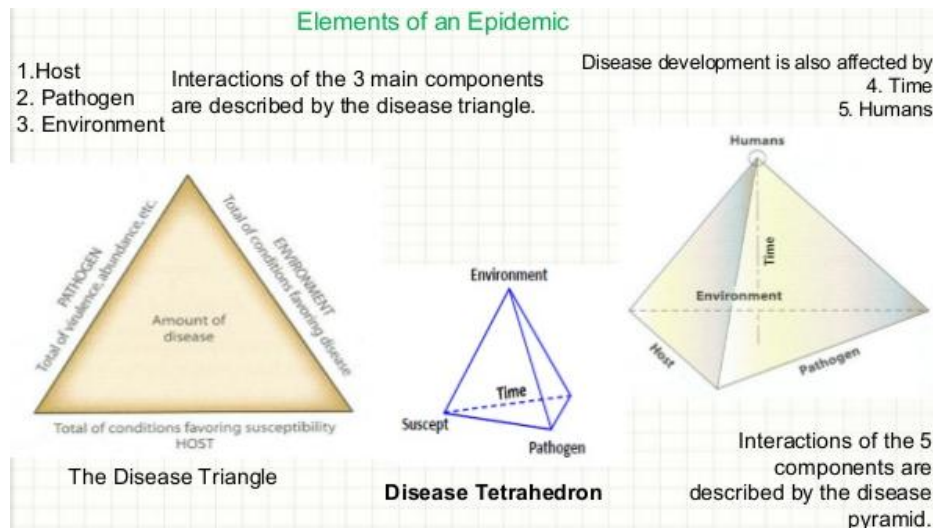 Elements of an Epidemic
1.Host
2. Pathogen
3. Environment
Interactions of the 3 main components
are described by the disease triangle.
Disease development is also affected by
4. Time
5. Humans
PATHOGEN
Total of virulence, abundance, etc.
ENVIRONMENT
Total of conditions favoring disease
Amount of
disease
Total of conditions favoring susceptibility
HOST
The Disease Triangle
Environment
Time
Suscept
Pathogen
Disease Tetrahedron
Humans
Time
Environment
Host
Pathogen
Interactions of the 5
components are
described by the disease
pyramid.